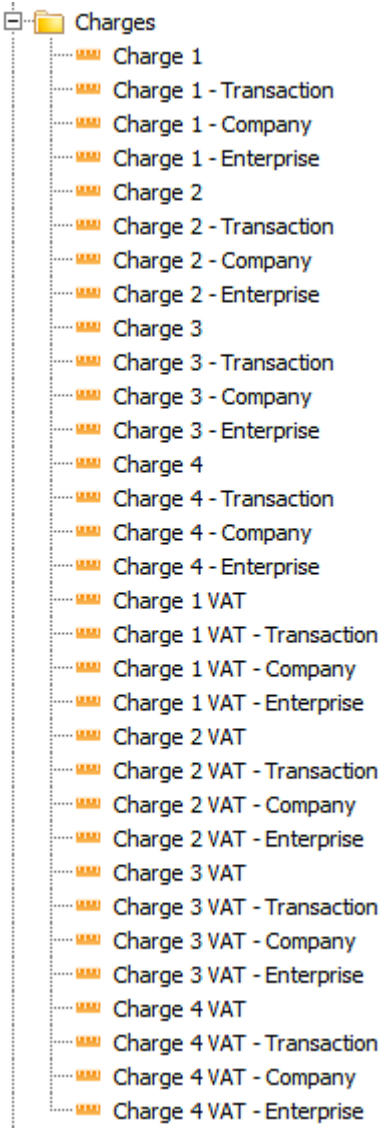 Charges
Charge 1
Charge 1 - Transaction
Charge 1 - Company
Charge 1 - Enterprise
Charge 2
Charge 2 - Transaction
Charge 2 - Company
Charge 2 - Enterprise
Charge 3
Charge 3 - Transaction
Charge 3 - Company
Charge 3 - Enterprise
Charge 4
Charge 4 - Transaction
Charge 4 - Company
Charge 4 - Enterprise
Charge 1 VAT
Charge 1 VAT - Transaction
Charge 1 VAT - Company
Charge 1 VAT - Enterprise
Charge 2 VAT
Charge 2 VAT - Transaction
Charge 2 VAT - Company
Charge 2 VAT - Enterprise
Charge 3 VAT
Charge 3 VAT - Transaction
Charge 3 VAT - Company
Charge 3 VAT - Enterprise
Charge 4 VAT
Charge 4 VAT - Transaction
Charge 4 VAT - Company
Charge 4 VAT - Enterprise